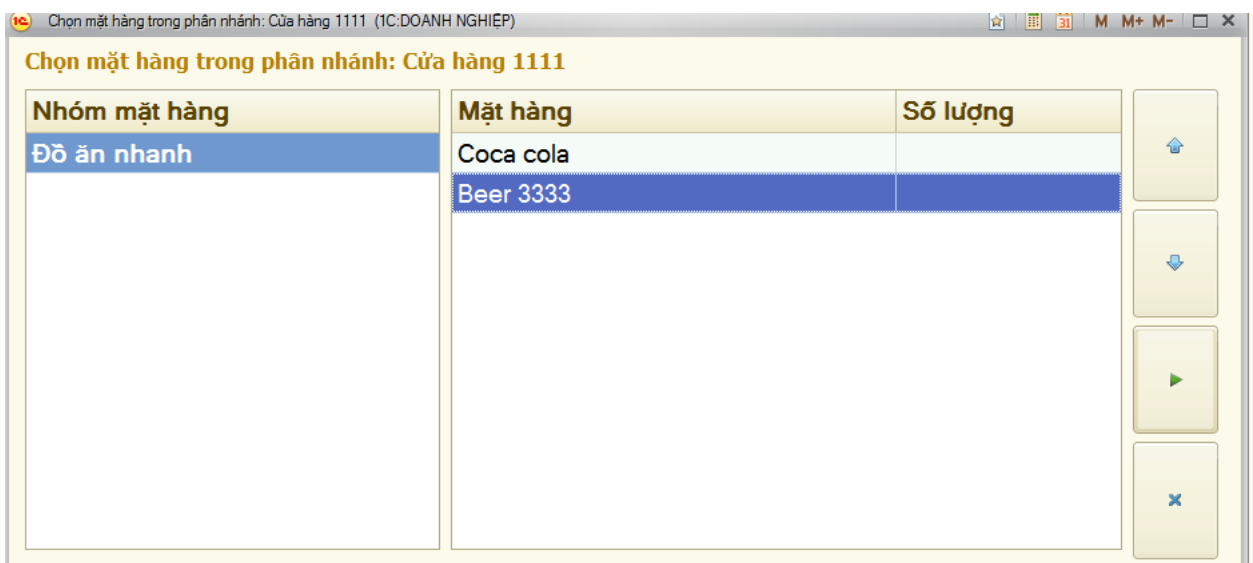 Chọn mặt hàng trong phân nhánh: Cửa hàng 1111 (1C:DOANH NGHIỆP)
M M+ M-
31
Chọn mặt hàng trong phân nhánh: Cửa hàng 1111
Nhóm mặt hàng
Mặt hàng
Số lượng
Đồ ăn nhanh
Coca cola
Beer 3333